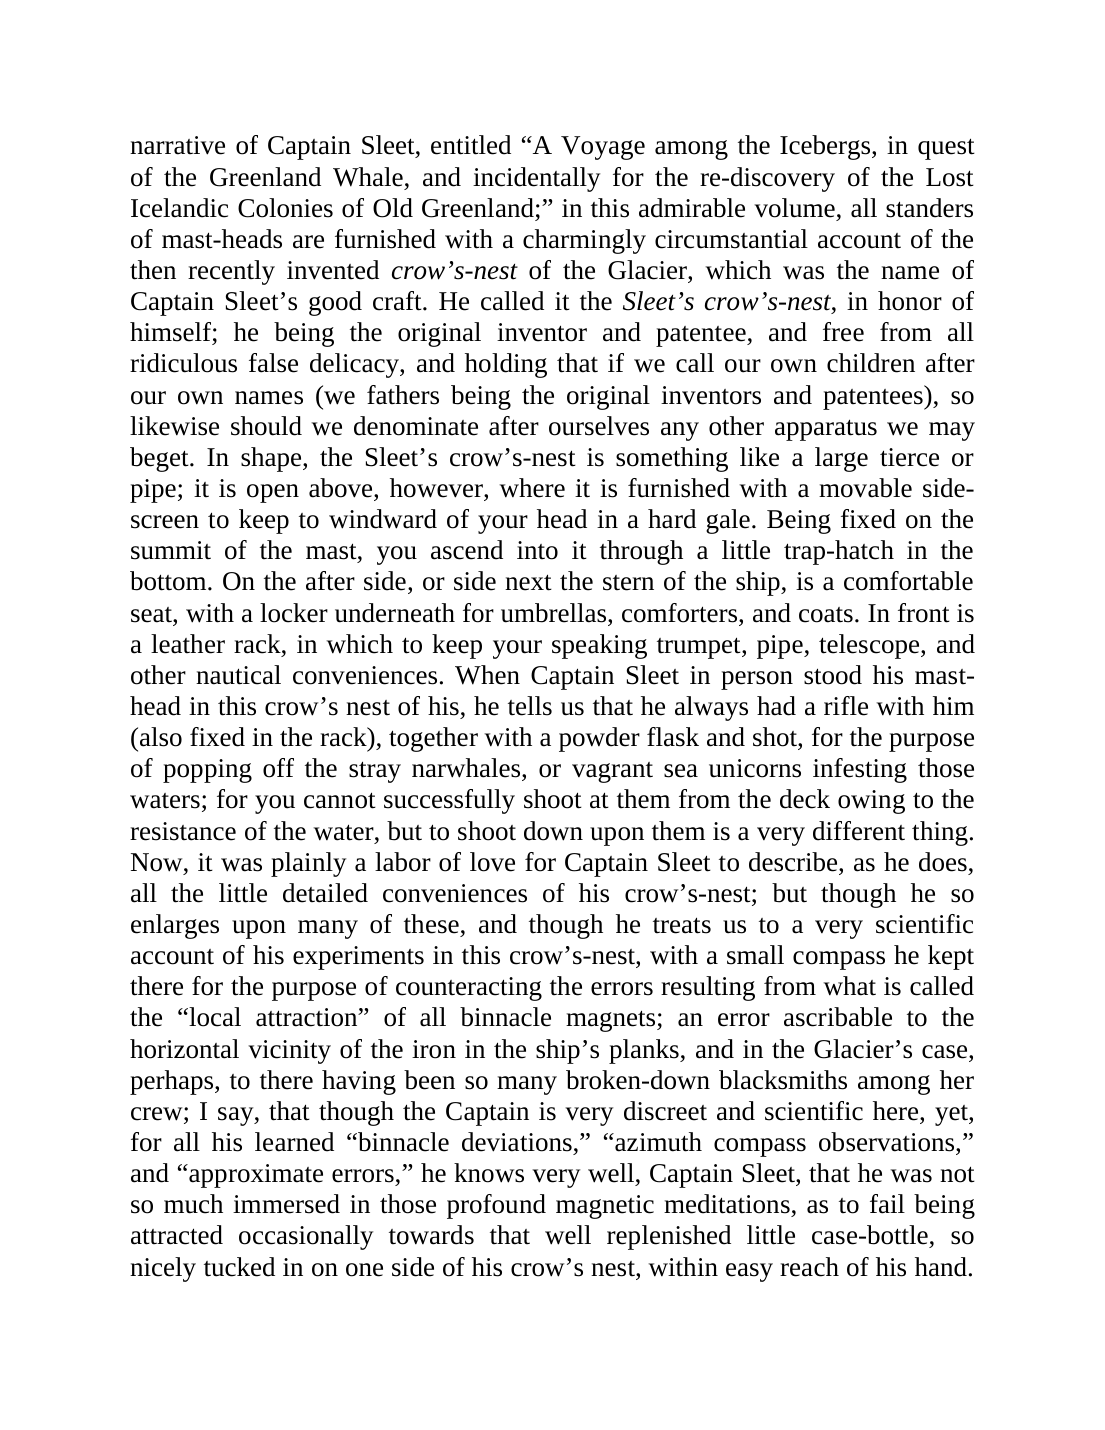 narrative of Captain Sleet, entitled “A Voyage among the Icebergs, in quest
of the Greenland Whale, and incidentally for the re-discovery of the Lost
Icelandic Colonies of Old Greenland;” in this admirable volume, all standers
of mast-heads are furnished with a charmingly circumstantial account of the
then recently invented crow’s-nest of the Glacier, which was the name of
Captain Sleet’s good craft. He called it the Sleet’s crow’s-nest, in honor of
himself; he being the original inventor and patentee, and free from all
ridiculous false delicacy, and holding that if we call our own children after
our own names (we fathers being the original inventors and patentees), so
likewise should we denominate after ourselves any other apparatus we may
beget. In shape, the Sleet’s crow’s-nest is something like a large tierce or
pipe; it is open above, however, where it is furnished with a movable side-
screen to keep to windward of your head in a hard gale. Being fixed on the
summit of the mast, you ascend into it through a little trap-hatch in the
bottom. On the after side, or side next the stern of the ship, is a comfortable
seat, with a locker underneath for umbrellas, comforters, and coats. In front is
a leather rack, in which to keep your speaking trumpet, pipe, telescope, and
other nautical conveniences. When Captain Sleet in person stood his mast-
head in this crow’s nest of his, he tells us that he always had a rifle with him
(also fixed in the rack), together with a powder flask and shot, for the purpose
of popping off the stray narwhales, or vagrant sea unicorns infesting those
waters; for you cannot successfully shoot at them from the deck owing to the
resistance of the water, but to shoot down upon them is a very different thing.
Now, it was plainly a labor of love for Captain Sleet to describe, as he does,
all the little detailed conveniences of his crow’s-nest; but though he so
enlarges upon many of these, and though he treats us to a very scientific
account of his experiments in this crow’s-nest, with a small compass he kept
there for the purpose of counteracting the errors resulting from what is called
the “local attraction” of all binnacle magnets; an error ascribable to the
horizontal vicinity of the iron in the ship’s planks, and in the Glacier’s case,
perhaps, to there having been so many broken-down blacksmiths among her
crew; I say, that though the Captain is very discreet and scientific here, yet,
for all his learned “binnacle deviations,” “azimuth compass observations,”
and “approximate errors,” he knows very well, Captain Sleet, that he was not
so much immersed in those profound magnetic meditations, as to fail being
attracted occasionally towards that well replenished little case-bottle, so
nicely tucked in on one side of his crow’s nest, within easy reach of his hand.